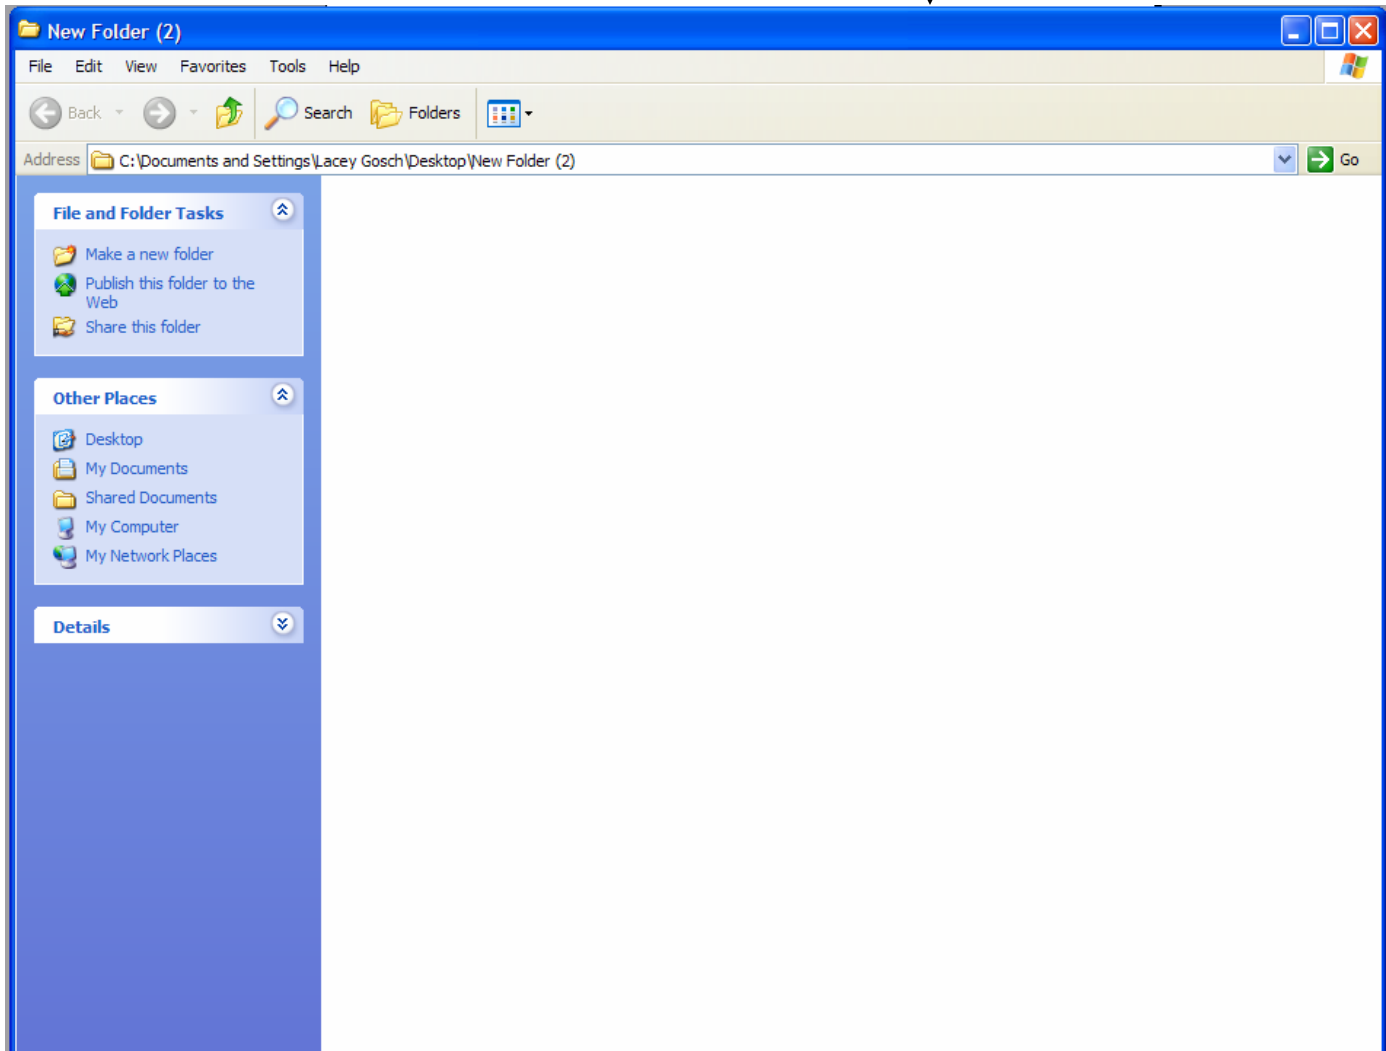 New Folder (2)
File Edit View Favorites Tools Help
Back Search Folders
Address C:\Documents and Settings\Lacey Gosch\Desktop\New Folder (2) Go
File and Folder Tasks
Make a new folder
Publish this folder to the
Web
Share this folder
Other Places
Desktop
My Documents
Shared Documents
My Computer
My Network Places
Details